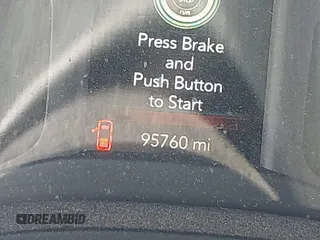 Press Brake
and
Push Button
to Start
95760 mi
DREAMBID